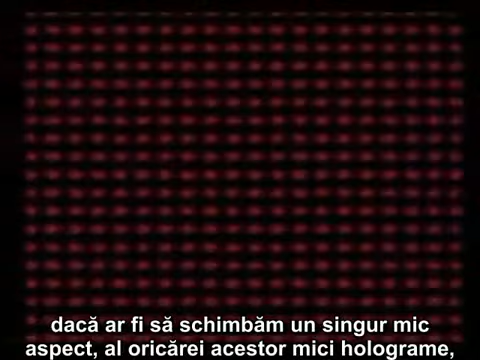 dacă ar fi să schimbăm un singur mic
aspect, al oricărei acestor mici holograme,